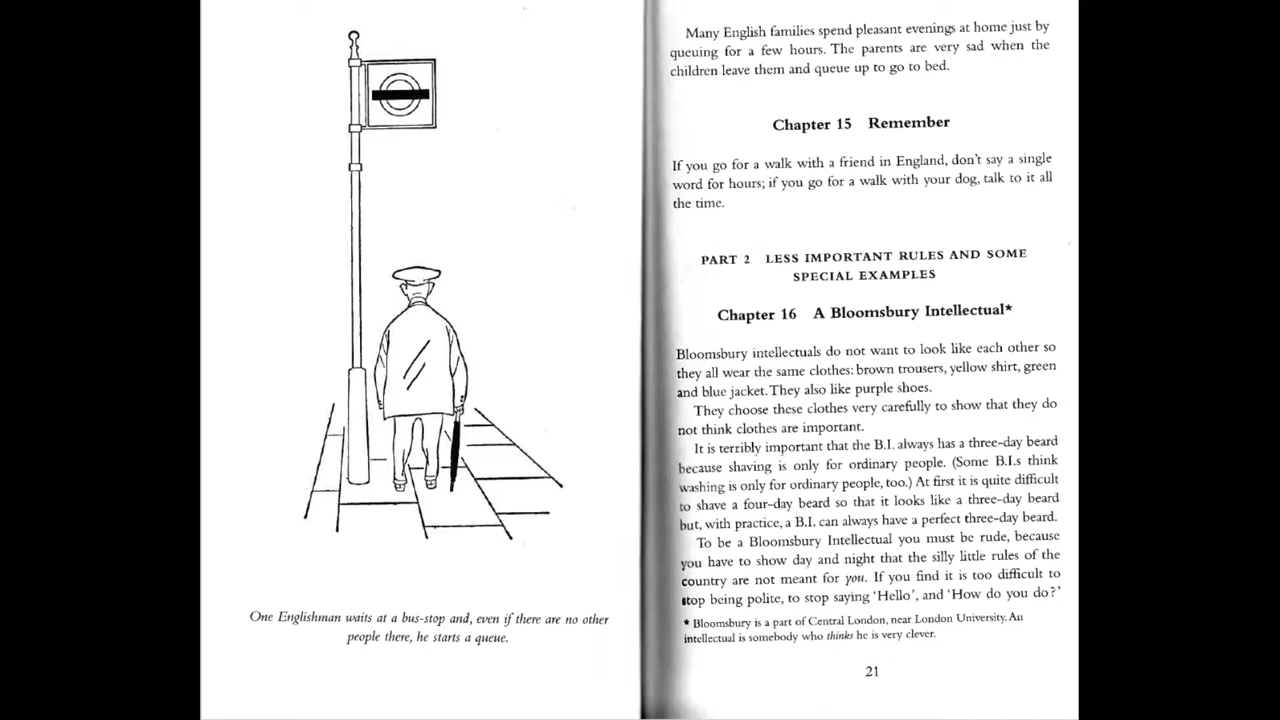 One Englishman waits at a bus-stop and, even if there are no other
people there, he starts a queue.
Many English families spend pleasant evenings at home just by
queuing for a few hours. The parents are very sad when the
children leave them and queue up to go to bed.
Chapter 15 Remember
If you go for a walk with a friend in England, don't say a single
word for hours; if you go for a walk with your dog, talk to it all
the time.
PART 2 LESS IMPORTANT RULES AND SOME
SPECIAL EXAMPLES
Chapter 16 A Bloomsbury Intellectual*
Bloomsbury intellectuals do not want to look like each other so
they all wear the same clothes: brown trousers, yellow shirt, green
and blue jacket. They also like purple shoes.
They choose these clothes very carefully to show that they do
not think clothes are important.
It is terribly important that the B.I. always has a three-day beard
because shaving is only for ordinary people. (Some B.I.s think
washing is only for ordinary people, too.) At first it is quite difficult
to shave a four-day beard so that it looks like a three-day beard
but, with practice, a B.I. can always have a perfect three-day beard.
To be a Bloomsbury Intellectual you must be rude, because
you have to show day and night that the silly little rules of the
country are not meant for you. If you find it is too difficult to
stop being polite, to stop saying 'Hello', and 'How do you do?'
* Bloomsbury is a part of Central London, near London University. An
intellectual is somebody who thinks he is very clever.
21